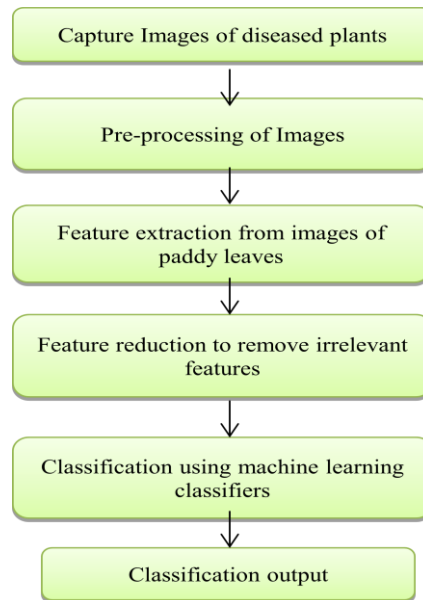 Capture Images of diseased plants
Pre-processing of Images
Feature extraction from images of
paddy leaves
Feature reduction to remove irrelevant
features
Classification using machine learning
classifiers
Classification output